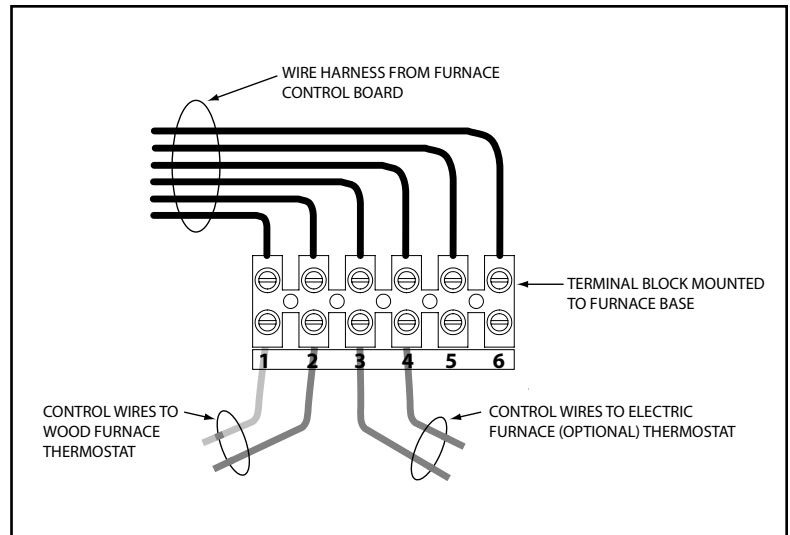 WIRE HARNESS FROM FURNACE
CONTROL BOARD
TERMINAL BLOCK MOUNTED
TO FURNACE BASE
1 2 3 4 5 6
CONTROL WIRES TO
WOOD FURNACE
THERMOSTAT
CONTROL WIRES TO ELECTRIC
FURNACE (OPTIONAL) THERMOSTAT